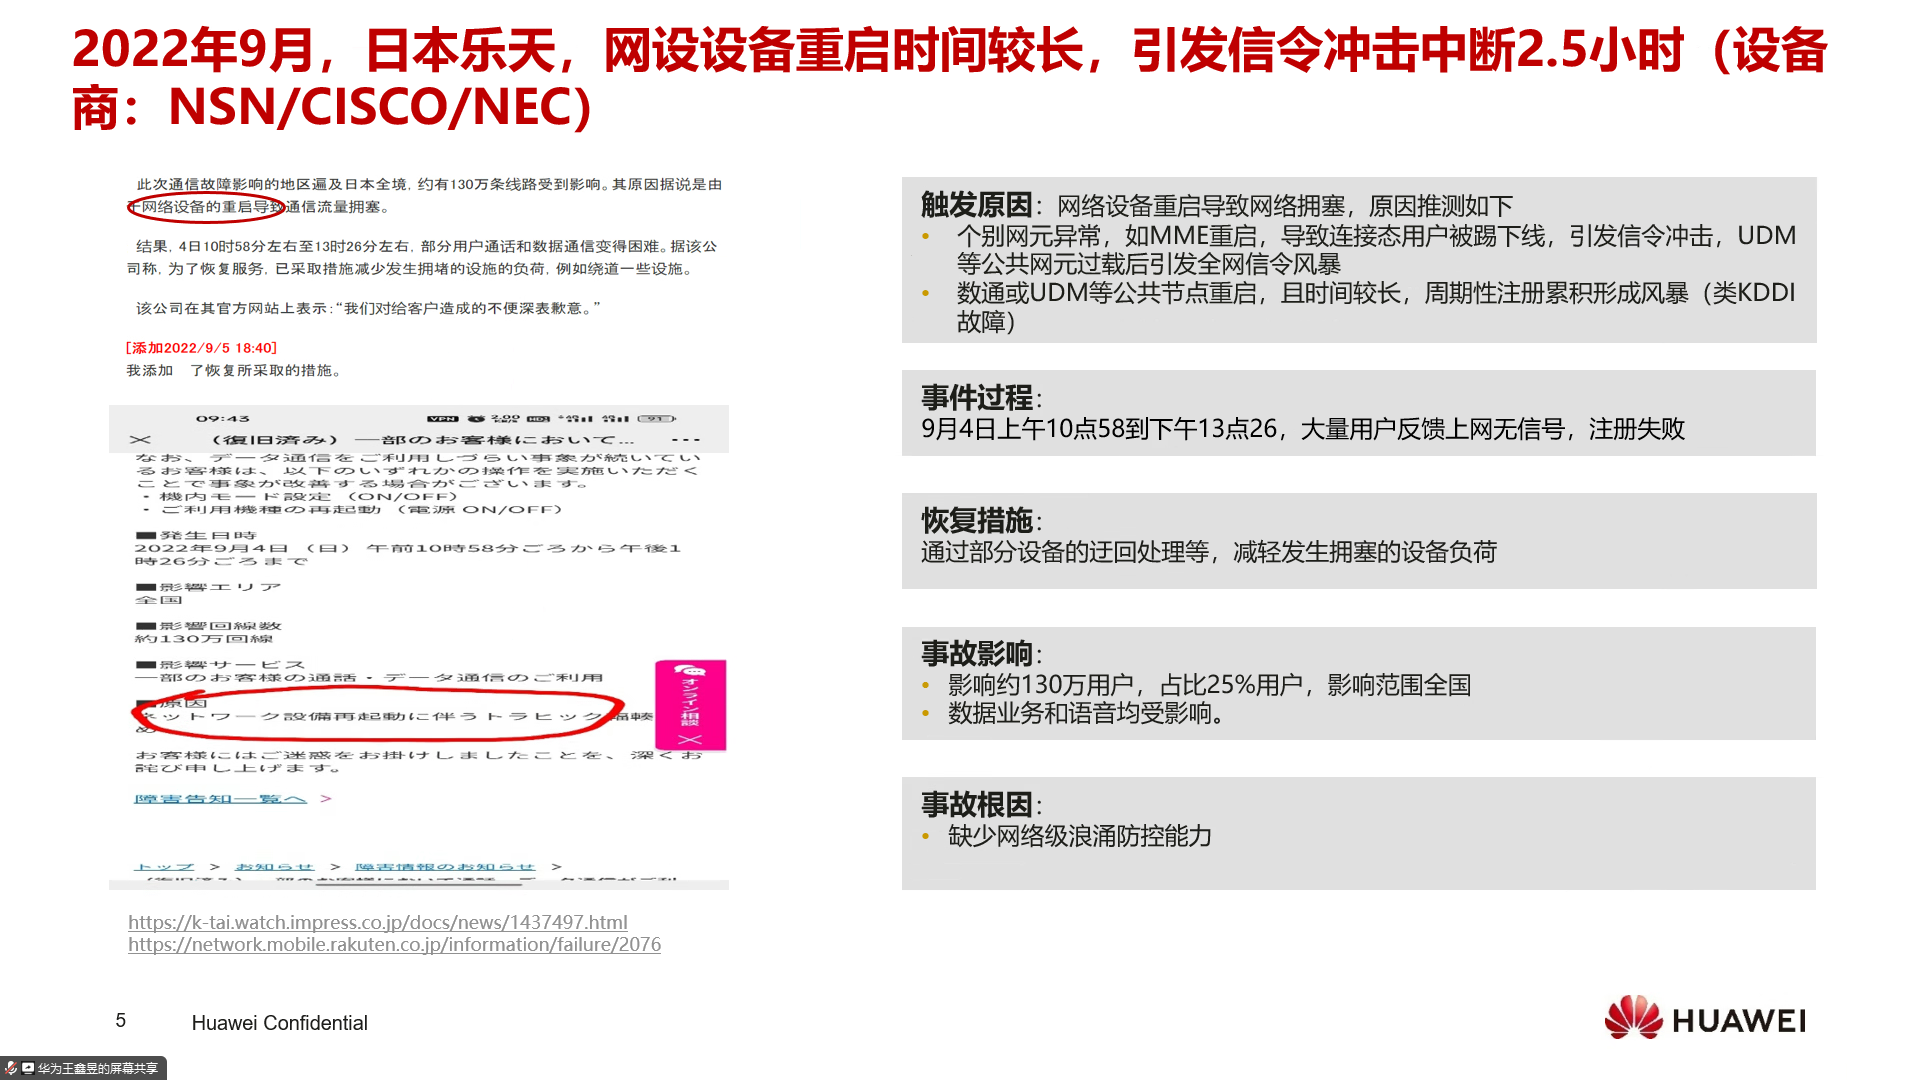 2022年9月，日本乐天，网设设备重启时间较长，引发信令冲击中断2.5小时（设备
商：NSN/CISCO/NEC）
此次通信故障影响的地区遍及日本全境，约有130万条线路受到影响。其原因据说是由
于网络设备的重启导致通信流量拥塞。
结果，4日10时58分左右至13时26分左右，部分用户通话和数据通信变得困难。据该公
司称，为了恢复服务，已采取措施减少发生拥堵的设施的负荷，例如绕道一些设施。
该公司在其官方网站上表示：“我们对给客户造成的不便深表歉意。”
[添加2022/9/5 18:40]
我添加 了恢复所采取的措施。
09:43
VPN 2.00 HD 4G 4G 91
（復旧済み）一部のお客様において...
なお、データ通信をご利用しづらい事象が続いてい
るお客様は、以下のいずれかの操作を実施いただく
ことで事象が改善する場合がございます。
・機内モード設定（ON/OFF）
・ご利用機種の再起動（電源 ON/OFF）
■発生日時
2022年9月4日（日）午前10時58分ごろから午後1
時26分ごろまで
■影響エリア
全国
■影響回線数
約130万回線
■影響サービス
一部のお客様の通話・データ通信のご利用
■原因
ネットワーク設備再起動に伴うトラヒック輻輳
め
お客様にはご迷惑をお掛けしましたことを、深くお
詫び申し上げます。
障害告知一覧へ >
オンライン相談
トップ > お知らせ > 障害情報のお知らせ >
https://k-tai.watch.impress.co.jp/docs/news/1437497.html
https://network.mobile.rakuten.co.jp/information/failure/2076
触发原因：网络设备重启导致网络拥塞，原因推测如下
• 个别网元异常，如MME重启，导致连接态用户被踢下线，引发信令冲击，UDM
等公共网元过载后引发全网信令风暴
• 数通或UDM等公共节点重启，且时间较长，周期性注册累积形成风暴（类KDDI
故障）
事件过程：
9月4日上午10点58到下午13点26，大量用户反馈上网无信号，注册失败
恢复措施：
通过部分设备的迂回处理等，减轻发生拥塞的设备负荷
事故影响：
• 影响约130万用户，占比25%用户，影响范围全国
• 数据业务和语音均受影响。
事故根因：
• 缺少网络级浪涌防控能力
5
Huawei Confidential
HUAWEI
华为王鑫昱的屏幕共享